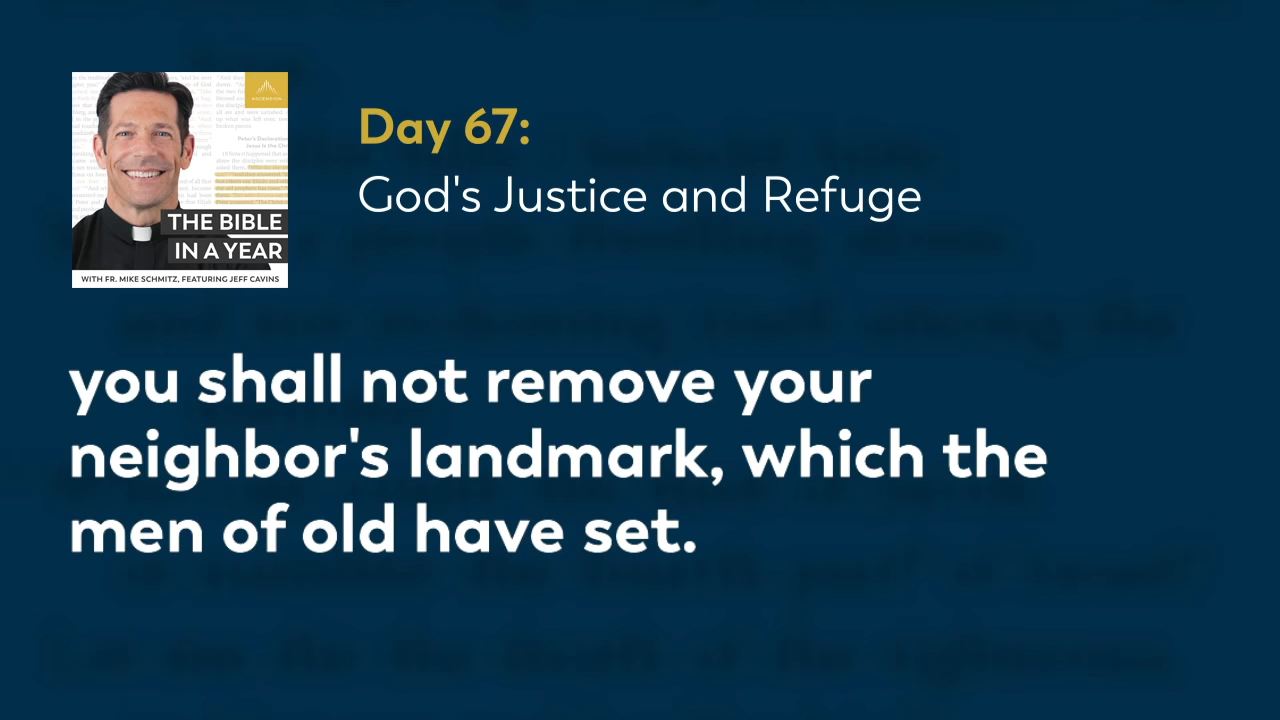 ASCENSION
THE BIBLE
IN A YEAR
WITH FR. MIKE SCHMITZ, FEATURING JEFF CAVINS
Day 67:
God's Justice and Refuge
you shall not remove your
neighbor's landmark, which the
men of old have set.